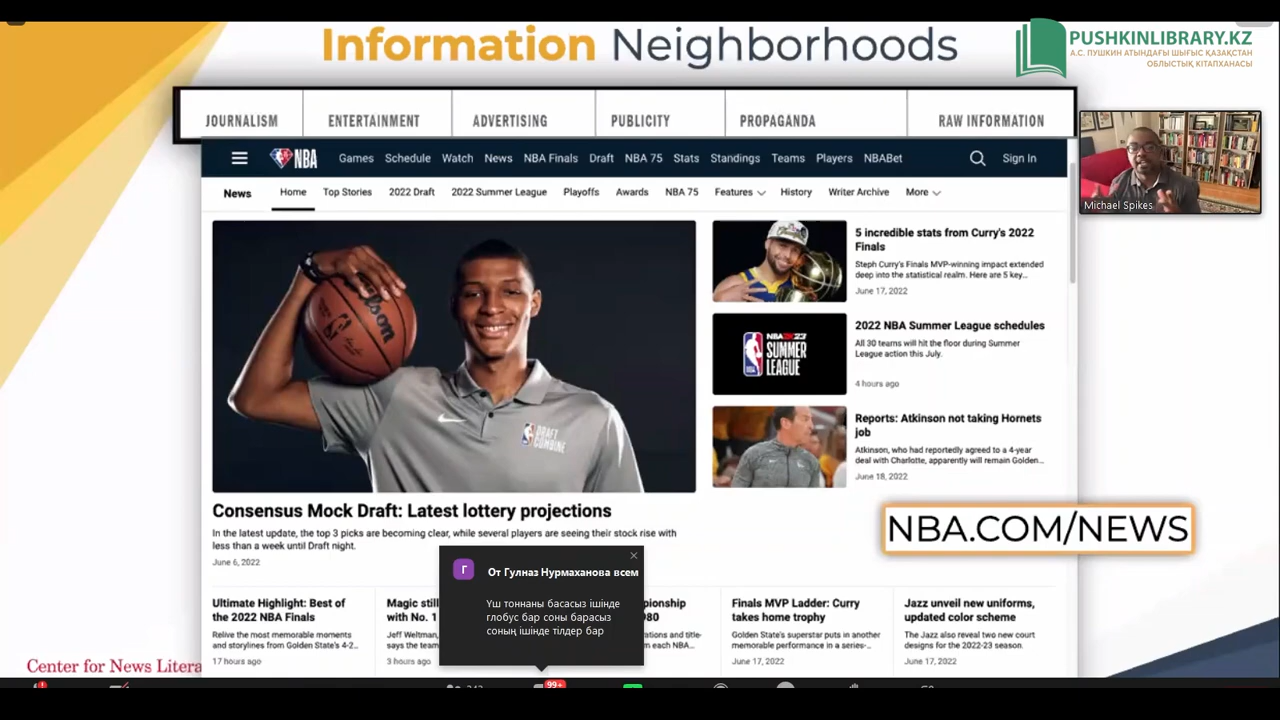 Information Neighborhoods
PUSHKINLIBRARY.KZ
А.С. ПУШКИН АТЫНДАҒЫ ШЫҒЫС ҚАЗАҚСТАН
ОБЛЫСТЫҚ КІТАПХАНАСЫ
JOURNALISM ENTERTAINMENT ADVERTISING PUBLICITY PROPAGANDA RAW INFORMATION
NBA Games Schedule Watch News NBA Finals Draft NBA 75 Stats Standings Teams Players NBABet Sign In
News Home Top Stories 2022 Draft 2022 Summer League Playoffs Awards NBA 75 Features History Writer Archive More
Michael Spikes
Wilson
DRAFT
COMBINE
Consensus Mock Draft: Latest lottery projections
In the latest update, the top 3 picks are becoming clear, while several players are seeing their stock rise with
less than a week until Draft night.
June 6, 2022
5 incredible stats from Curry's 2022
Finals
Steph Curry's Finals MVP-winning impact extended
deep into the statistical realm. Here are 5 key...
June 17, 2022
NBA 2K23
SUMMER
LEAGUE
2022 NBA Summer League schedules
All 30 teams will hit the floor during Summer
League action this July.
4 hours ago
Reports: Atkinson not taking Hornets
job
Atkinson, who had reportedly agreed to a 4-year
deal with Charlotte, apparently will remain Golden...
June 18, 2022
NBA.COM/NEWS
Ultimate Highlight: Best of
the 2022 NBA Finals
Relive the most memorable moments
and storylines from Golden State's 4-2...
17 hours ago
Magic still
with No. 1
Jeff Weltman,
says the team
3 hours ago
Г От Гулназ Нурмаханова всем
Үш тоннаны басасыз ішінде
глобус бар соны барасыз
соның ішінде тілдер бар
Finals MVP Ladder: Curry
takes home trophy
Golden State's superstar puts in another
memorable performance in a series-...
June 17, 2022
Jazz unveil new uniforms,
updated color scheme
The Jazz also reveal two new court
designs for the 2022-23 season.
June 17, 2022
Center for News Litera
99+